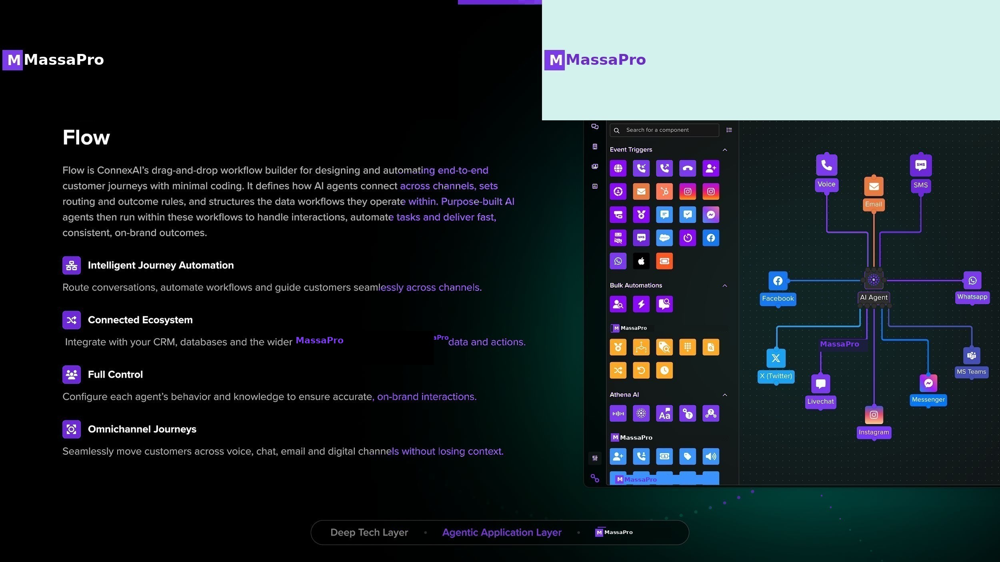 M MassaPro
M MassaPro
Flow
Flow is ConnexAI’s drag-and-drop workflow builder for designing and automating end-to-end
customer journeys with minimal coding. It defines how AI agents connect across channels, sets
routing and outcome rules, and structures the data workflows they operate within. Purpose-built AI
agents then run within these workflows to handle interactions, automate tasks and deliver fast,
consistent, on-brand outcomes.
Intelligent Journey Automation
Route conversations, automate workflows and guide customers seamlessly across channels.
Connected Ecosystem
Integrate with your CRM, databases and the wider MassaPro aPro data and actions.
Full Control
Configure each agent’s behavior and knowledge to ensure accurate, on-brand interactions.
Omnichannel Journeys
Seamlessly move customers across voice, chat, email and digital channels without losing context.
Search for a component
Event Triggers
SLA
SMS
Bulk Automations
M MassaPro
Athena AI
Aa
M MassaPro
M MassaPro
SMS
Voice
SMS
Email
Facebook
AI Agent
Whatsapp
MassaPro
X (Twitter)
MS Teams
Livechat
Messenger
Instagram
Deep Tech Layer • Agentic Application Layer • M MassaPro